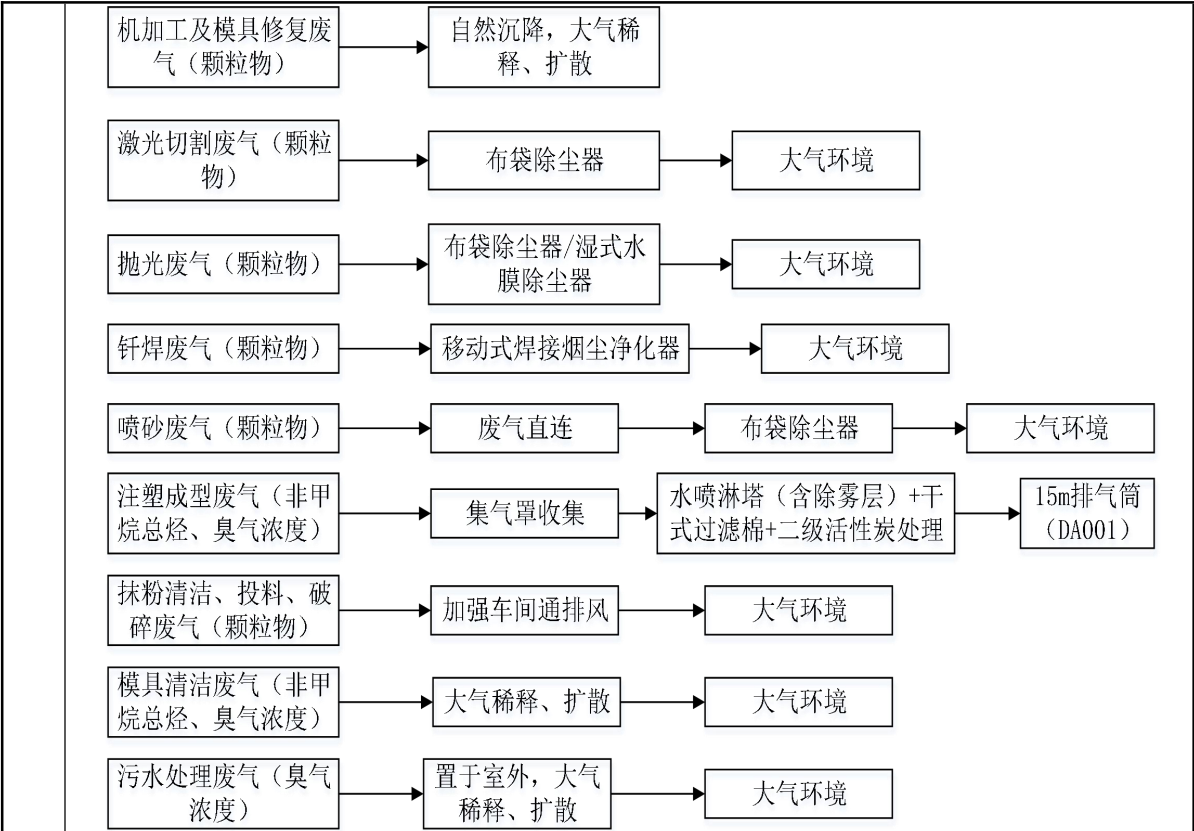 机加工及模具修复废
气（颗粒物）
自然沉降，大气稀
释、扩散
激光切割废气（颗粒
物）
布袋除尘器
大气环境
抛光废气（颗粒物）
布袋除尘器/湿式水
膜除尘器
大气环境
钎焊废气（颗粒物）
移动式焊接烟尘净化器
大气环境
喷砂废气（颗粒物）
废气直连
布袋除尘器
大气环境
注塑成型废气（非甲
烷总烃、臭气浓度）
集气罩收集
水喷淋塔（含除雾层）+干
式过滤棉+二级活性炭处理
15m排气筒
（DA001）
抹粉清洁、投料、破
碎废气（颗粒物）
加强车间通排风
大气环境
模具清洁废气（非甲
烷总烃、臭气浓度）
大气稀释、扩散
大气环境
污水处理废气（臭气
浓度）
置于室外，大气
稀释、扩散
大气环境